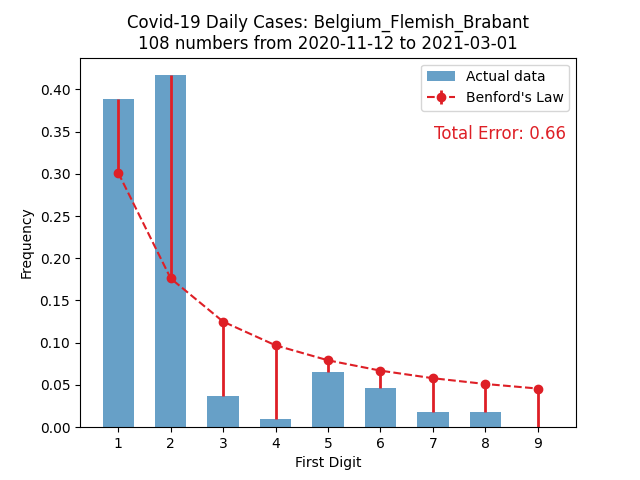 Covid-19 Daily Cases: Belgium_Flemish_Brabant
108 numbers from 2020-11-12 to 2021-03-01
Actual data
Benford's Law
Total Error: 0.66
Frequency
0.40
0.35
0.30
0.25
0.20
0.15
0.10
0.05
0.00
1 2 3 4 5 6 7 8 9
First Digit